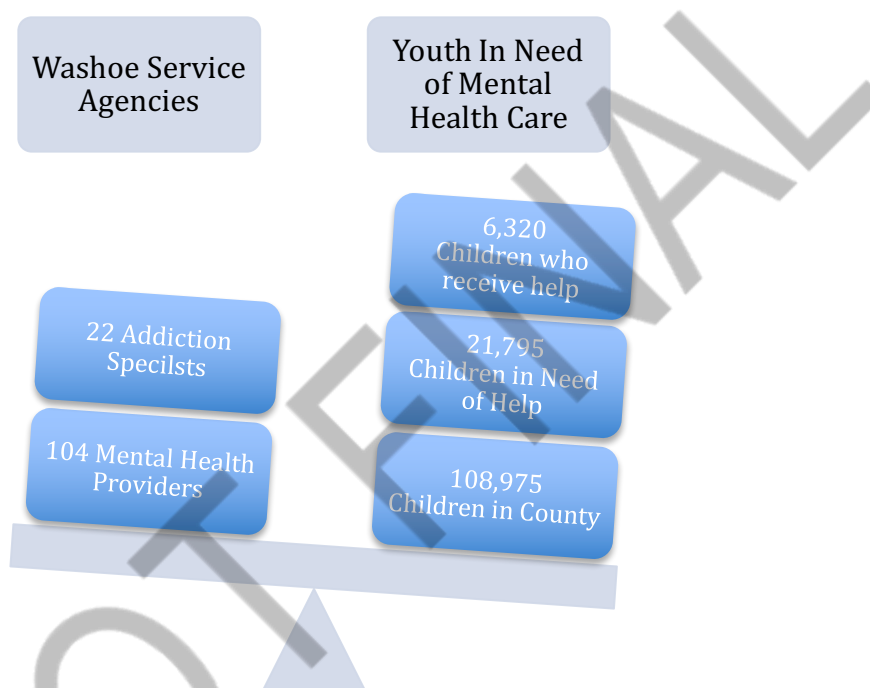 Washoe Service
Agencies
Youth In Need
of Mental
Health Care
22 Addiction
Specilsts
104 Mental Health
Providers
6,320
Children who
receive help
21,795
Children in Need
of Help
108,975
Children in County
OT FINAL